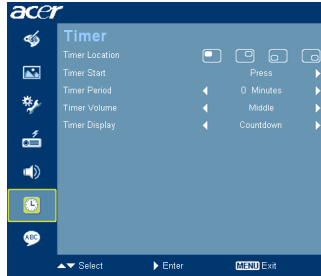 acer
Timer
Timer Location
Timer Start Press
Timer Period 0 Minutes
Timer Volume Middle
Timer Display Countdown
ABC
Select Enter MENU Exit